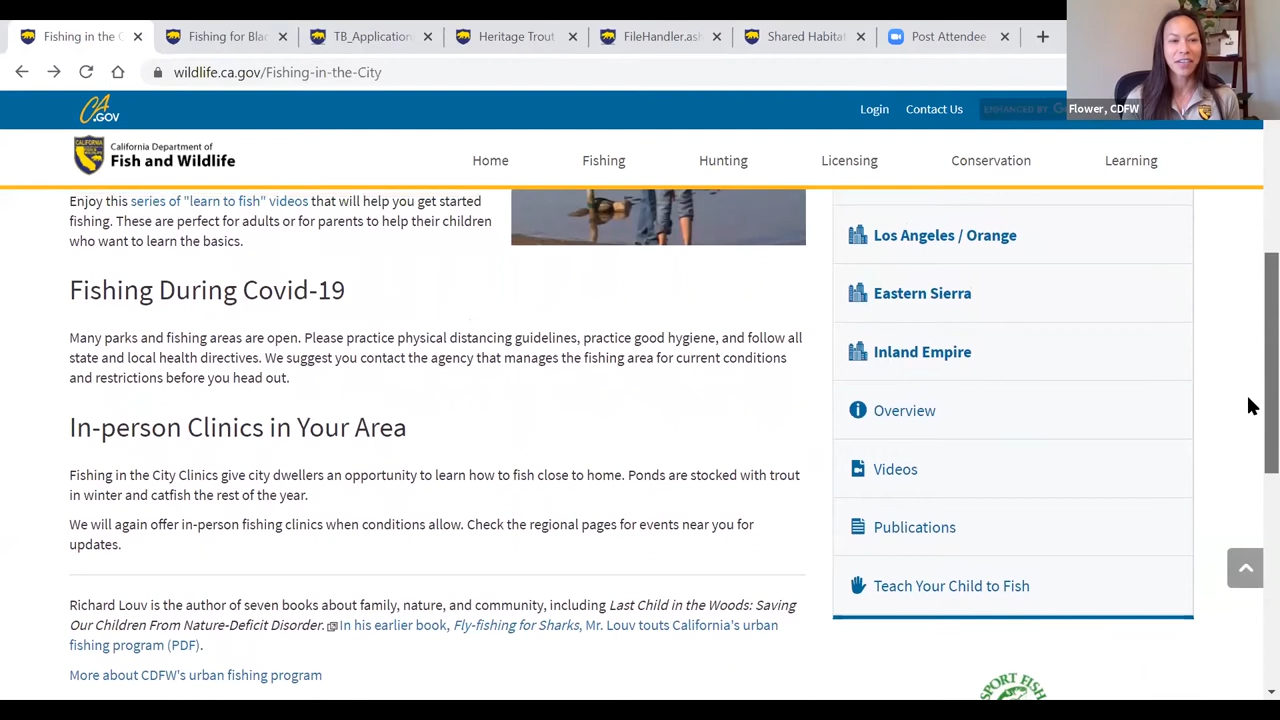 Fishing in the C
Fishing for Bla
TB_Application
Heritage Trout
FileHandler.as
Shared Habita
Post Attendee
wildlife.ca.gov/Fishing-in-the-City
Flower, CDFW
CA.GOV
Login
Contact Us
ENHANCED BY
CALIFORNIA
California Department of
Fish and Wildlife
Home
Fishing
Hunting
Licensing
Conservation
Learning
Enjoy this series of "learn to fish" videos that will help you get started
fishing. These are perfect for adults or for parents to help their children
who want to learn the basics.
Fishing During Covid-19
Many parks and fishing areas are open. Please practice physical distancing guidelines, practice good hygiene, and follow all
state and local health directives. We suggest you contact the agency that manages the fishing area for current conditions
and restrictions before you head out.
In-person Clinics in Your Area
Fishing in the City Clinics give city dwellers an opportunity to learn how to fish close to home. Ponds are stocked with trout
in winter and catfish the rest of the year.
We will again offer in-person fishing clinics when conditions allow. Check the regional pages for events near you for
updates.
Richard Louv is the author of seven books about family, nature, and community, including Last Child in the Woods: Saving
Our Children From Nature-Deficit Disorder. In his earlier book, Fly-fishing for Sharks, Mr. Louv touts California's urban
fishing program (PDF).
More about CDFW's urban fishing program
Los Angeles / Orange
Eastern Sierra
Inland Empire
Overview
Videos
Publications
Teach Your Child to Fish
SPORT FISH